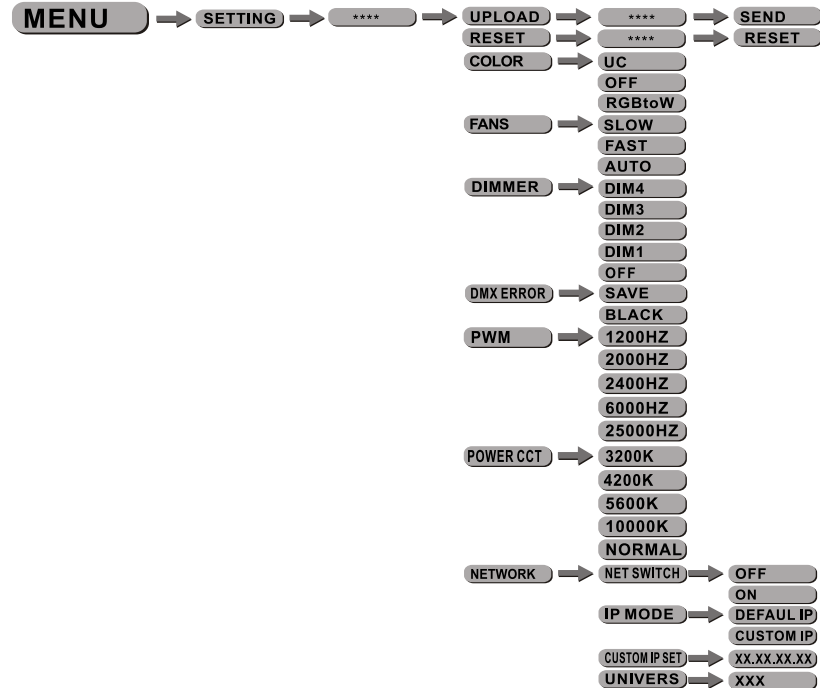 MENU SETTING **** UPLOAD **** SEND
RESET **** RESET
COLOR UC
OFF
RGBtoW
FANS SLOW
FAST
AUTO
DIMMER DIM4
DIM3
DIM2
DIM1
OFF
DMX ERROR SAVE
BLACK
PWM 1200HZ
2000HZ
2400HZ
6000HZ
25000HZ
POWER CCT 3200K
4200K
5600K
10000K
NORMAL
NETWORK NET SWİTCH OFF
ON
IP MODE DEFAUL IP
CUSTOM IP
CUSTOM IP SET XX.XX.XX.XX
UNIVERS XXX